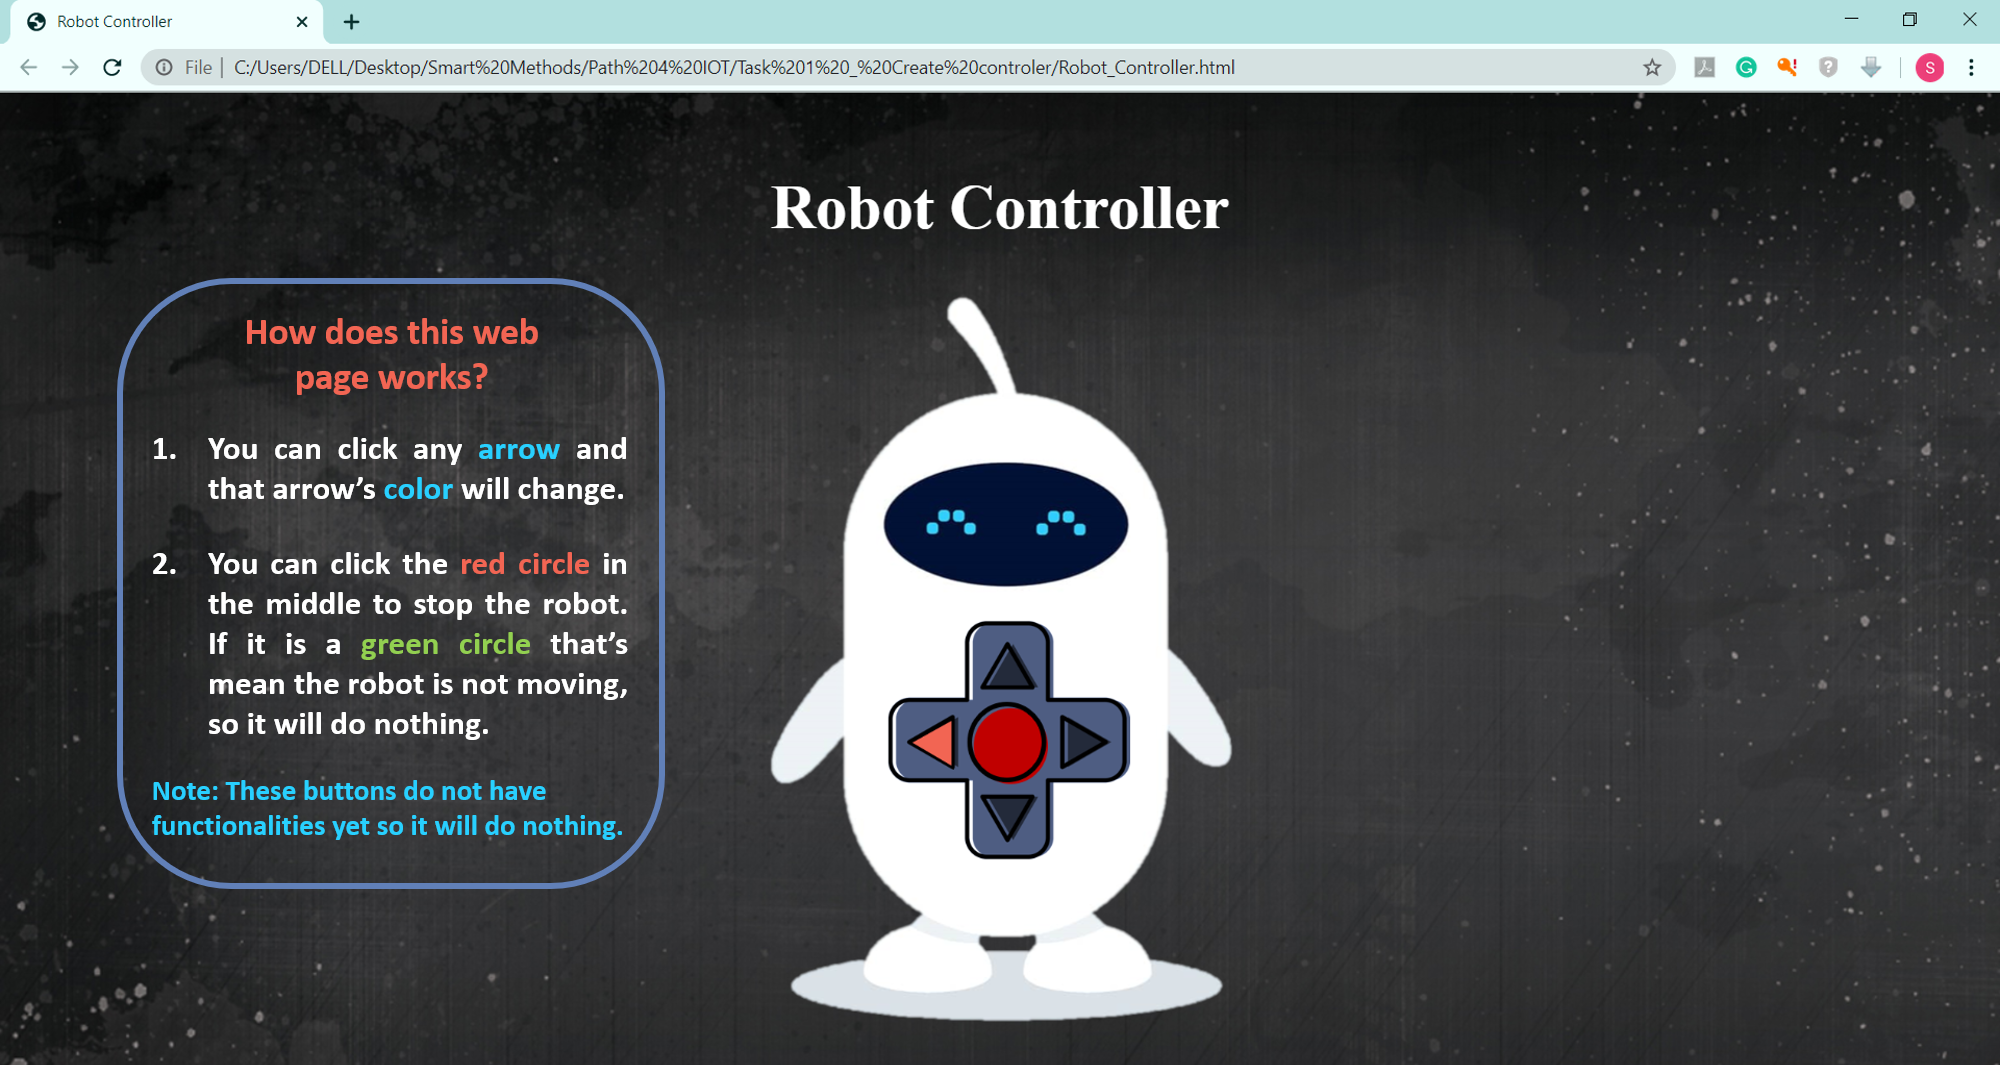 Robot Controller
File | C:/Users/DELL/Desktop/Smart%20Methods/Path%204%20IOT/Task%201%20_%20Create%20controler/Robot_Controller.html
S
Robot Controller
How does this web
page works?
1. You can click any arrow and
that arrow’s color will change.
2. You can click the red circle in
the middle to stop the robot.
If it is a green circle that’s
mean the robot is not moving,
so it will do nothing.
Note: These buttons do not have
functionalities yet so it will do nothing.